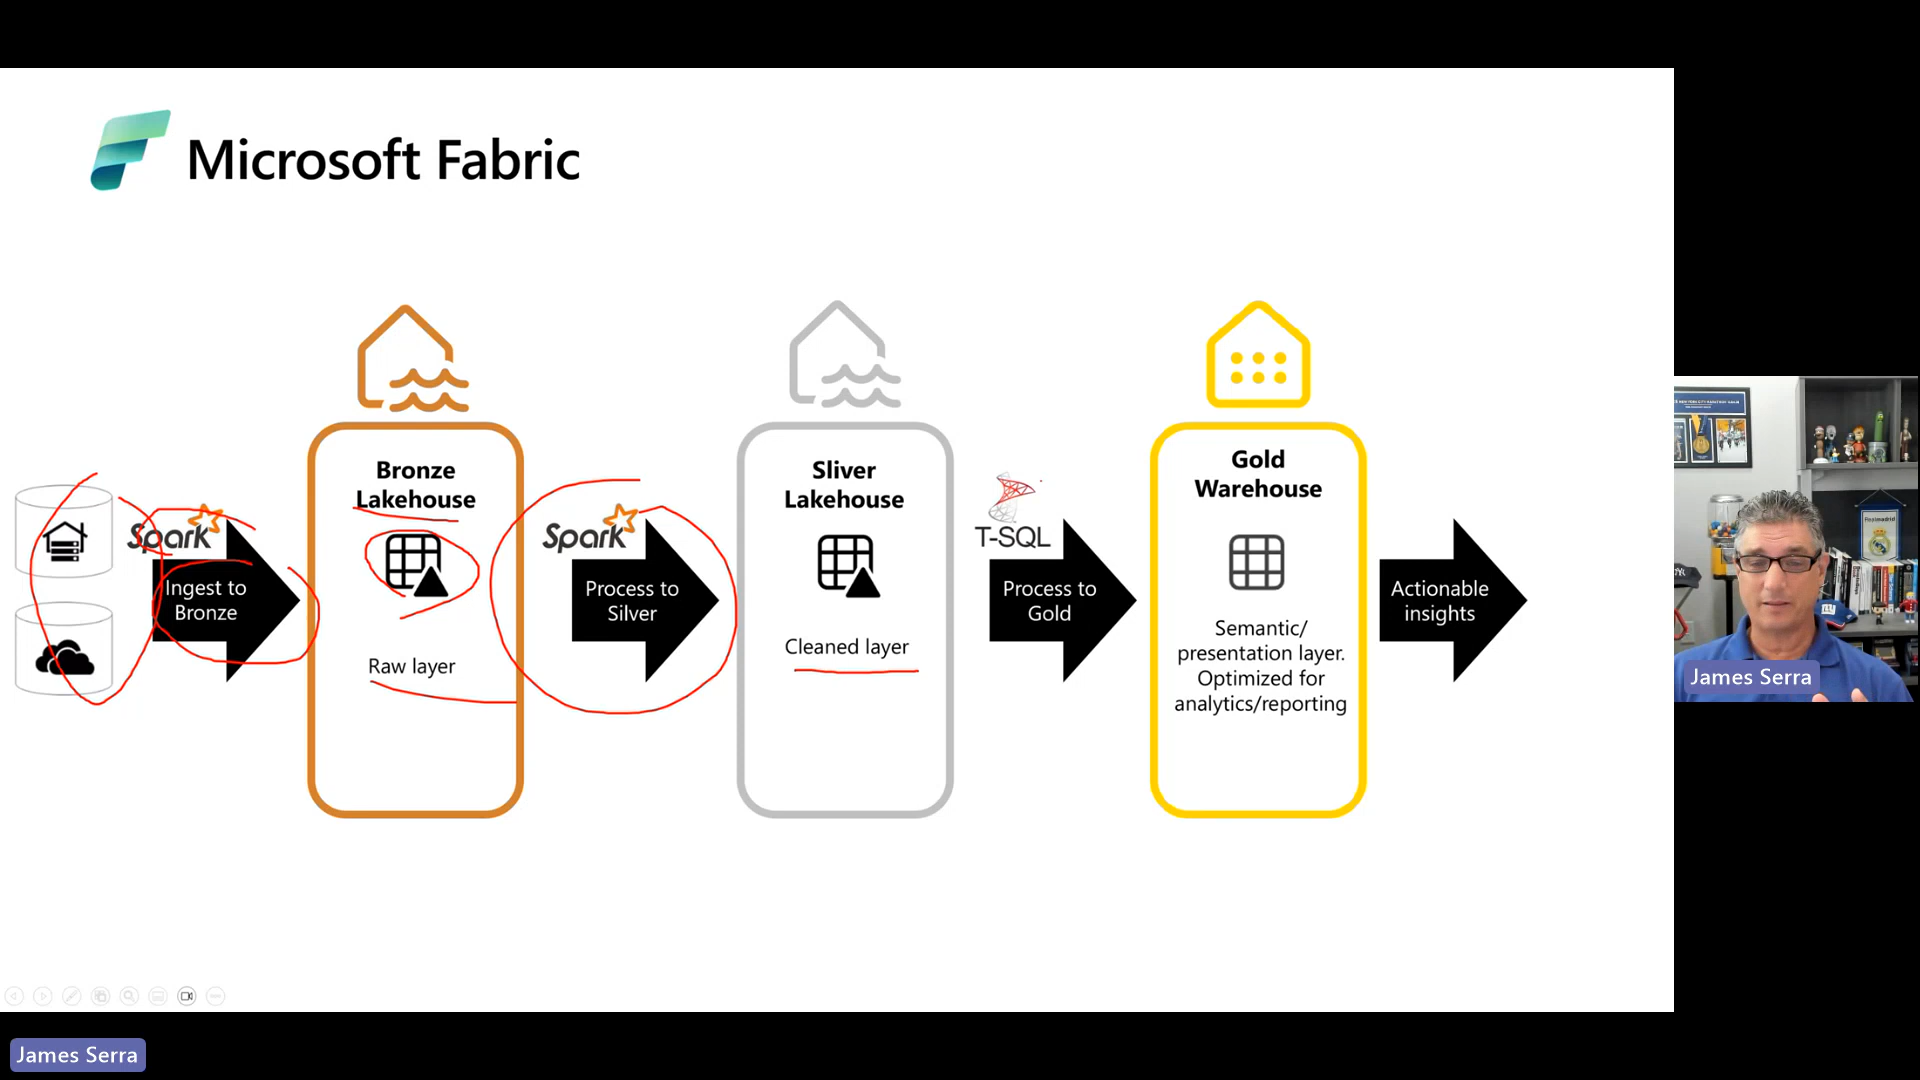 Microsoft Fabric
Spark
Ingest to
Bronze
Bronze
Lakehouse
Raw layer
Spark
Process to
Silver
Sliver
Lakehouse
Cleaned layer
T-SQL
Process to
Gold
Gold
Warehouse
Semantic/
presentation layer.
Optimized for
analytics/reporting
Actionable
insights
James Serra
James Serra